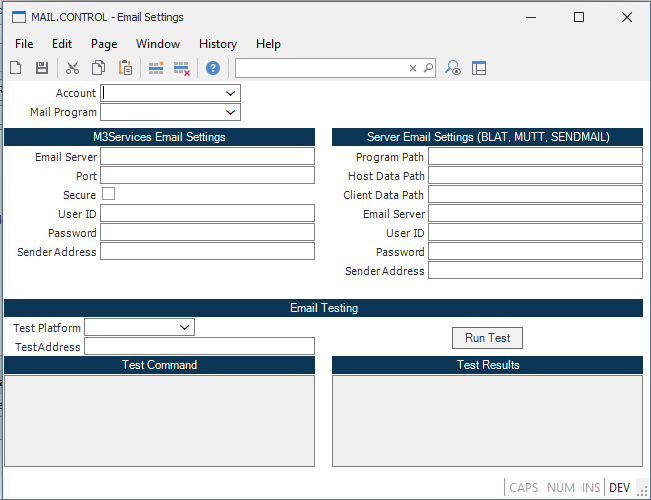 MAIL.CONTROL - Email Settings
File Edit Page Window History Help
Account
Mail Program
M3Services Email Settings
Email Server
Port
Secure
User ID
Password
Sender Address
Server Email Settings (BLAT, MUTT, SENDMAIL)
Program Path
Host Data Path
Client Data Path
Email Server
User ID
Password
Sender Address
Email Testing
Test Platform
Test Address
Run Test
Test Command
Test Results
CAPS NUM INS DEV